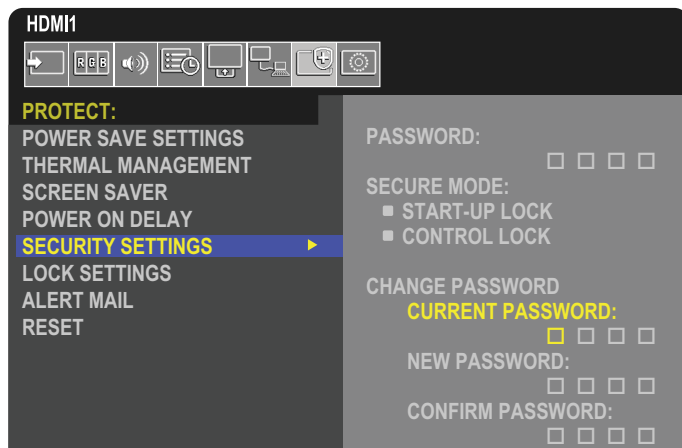 HDMI1
RGB
PROTECT:
POWER SAVE SETTINGS
THERMAL MANAGEMENT
SCREEN SAVER
POWER ON DELAY
SECURITY SETTINGS
LOCK SETTINGS
ALERT MAIL
RESET
PASSWORD:
SECURE MODE:
START-UP LOCK
CONTROL LOCK
CHANGE PASSWORD
CURRENT PASSWORD:
NEW PASSWORD:
CONFIRM PASSWORD: